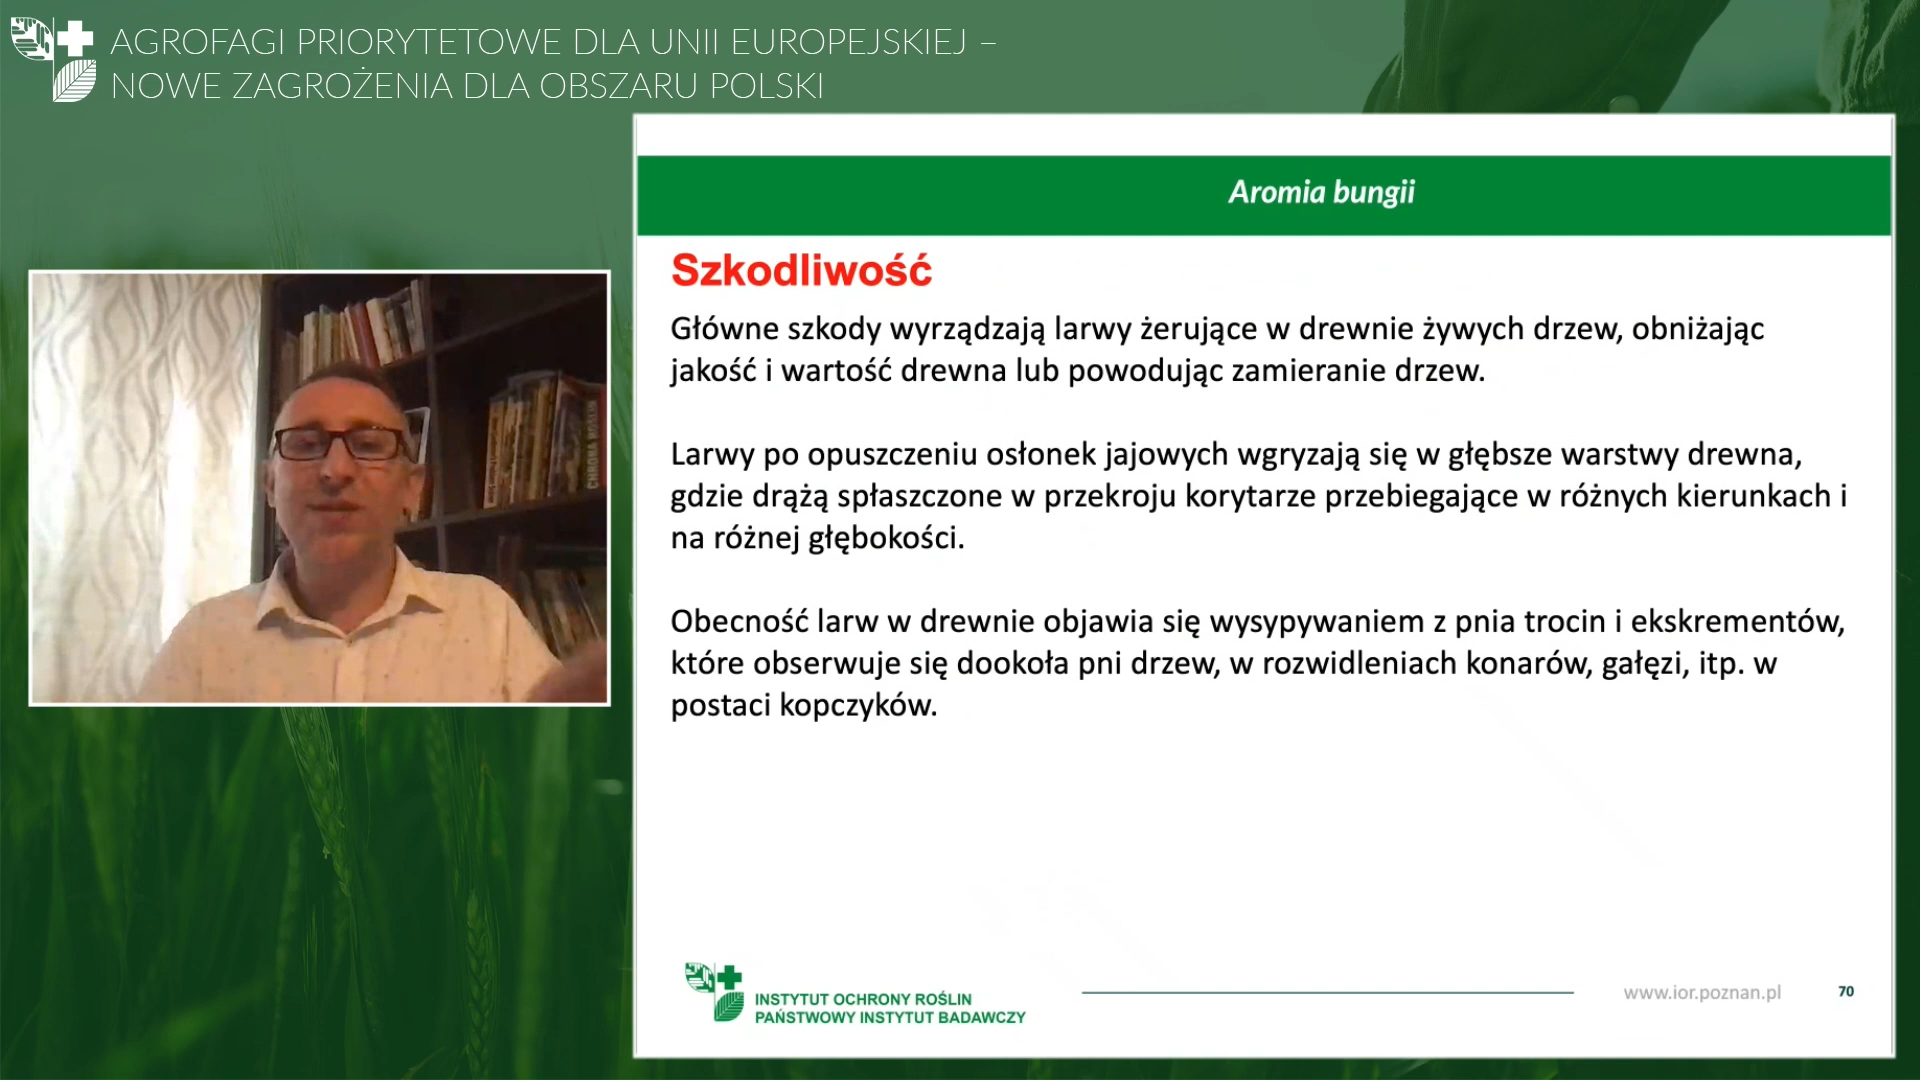 AGROFAGI PRIORYTETOWE DLA UNII EUROPEJSKIEJ –
NOWE ZAGROŻENIA DLA OBSZARU POLSKI
Aromia bungii
Szkodliwość
Główne szkody wyrządzają larwy żerujące w drewnie żywych drzew, obniżając
jakość i wartość drewna lub powodując zamieranie drzew.
Larwy po opuszczeniu osłonek jajowych wgryzają się w głębsze warstwy drewna,
gdzie drążą spłaszczone w przekroju korytarze przebiegające w różnych kierunkach i
na różnej głębokości.
Obecność larw w drewnie objawia się wysypywaniem z pnia trocin i ekskrementów,
które obserwuje się dookoła pni drzew, w rozwidleniach konarów, gałęzi, itp. w
postaci kopczyków.
INSTYTUT OCHRONY ROŚLIN
PAŃSTWOWY INSTYTUT BADAWCZY
www.ior.poznan.pl
70
OCHRONA ROŚLIN